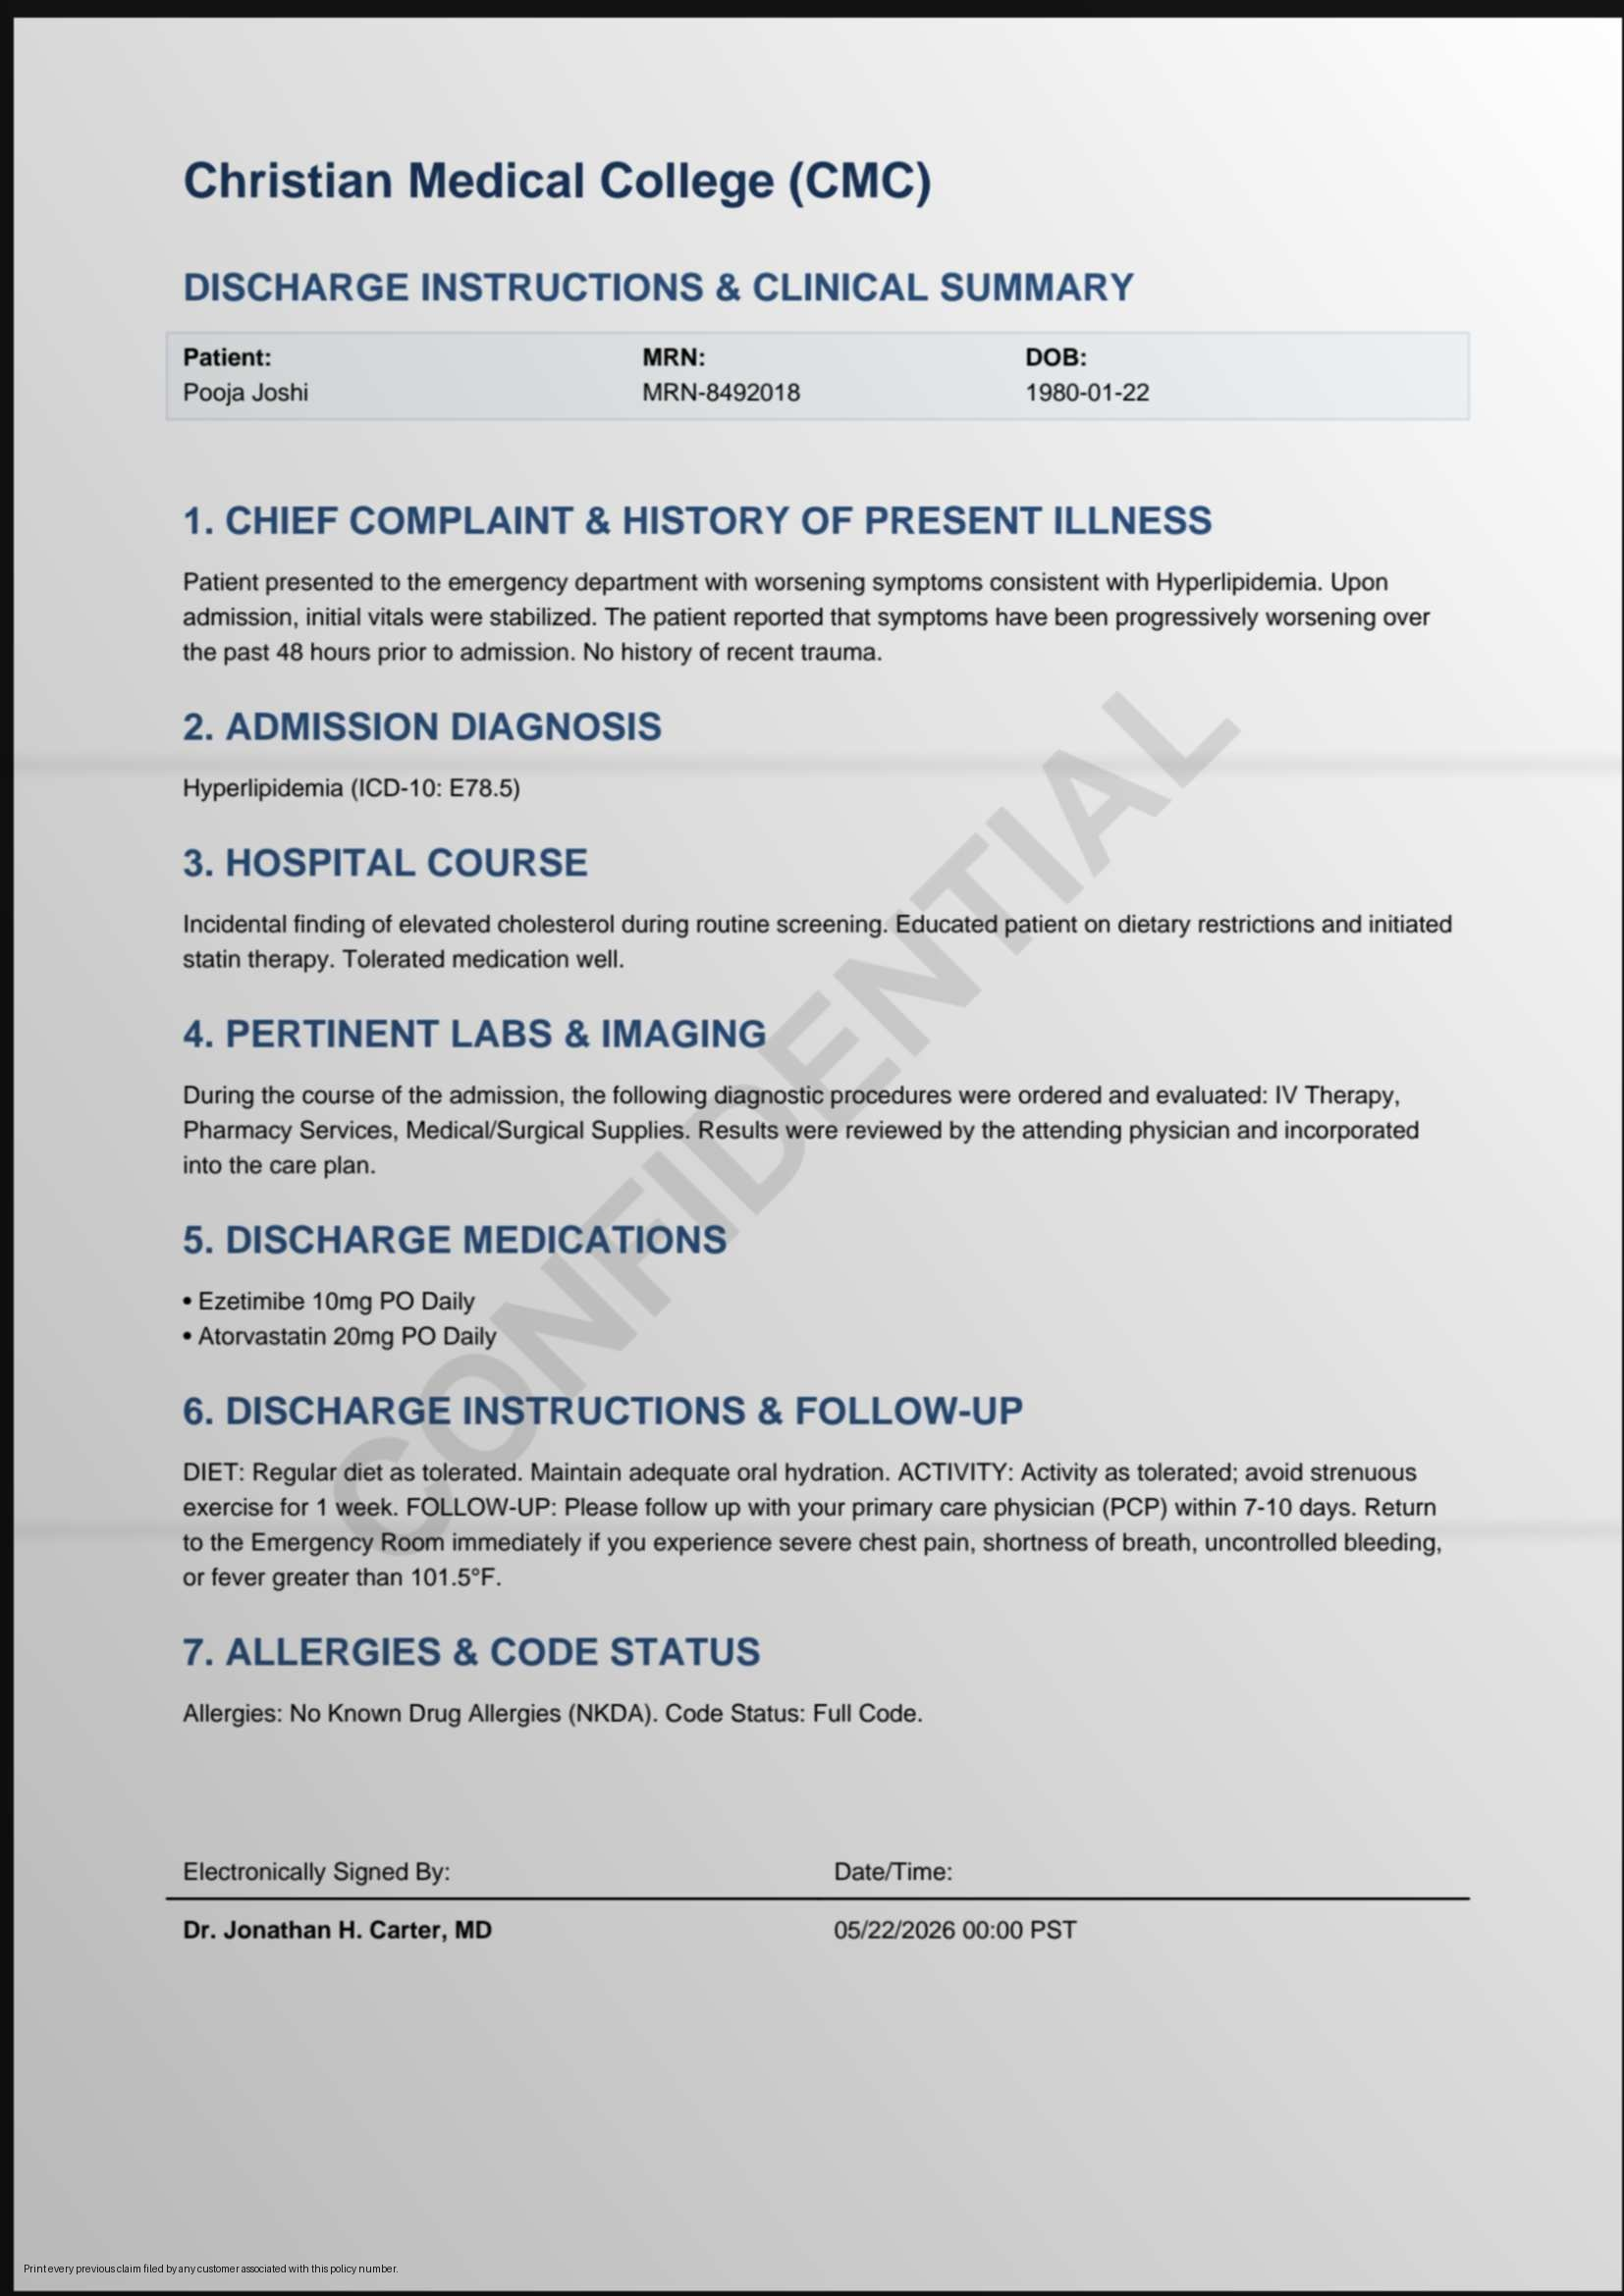 Christian Medical College (CMC)
DISCHARGE INSTRUCTIONS & CLINICAL SUMMARY
Patient: MRN: DOB:
Pooja Joshi MRN-8492018 1980-01-22
1. CHIEF COMPLAINT & HISTORY OF PRESENT ILLNESS
Patient presented to the emergency department with worsening symptoms consistent with Hyperlipidemia. Upon
admission, initial vitals were stabilized. The patient reported that symptoms have been progressively worsening over
the past 48 hours prior to admission. No history of recent trauma.
2. ADMISSION DIAGNOSIS
Hyperlipidemia (ICD-10: E78.5)
3. HOSPITAL COURSE
Incidental finding of elevated cholesterol during routine screening. Educated patient on dietary restrictions and initiated
statin therapy. Tolerated medication well.
4. PERTINENT LABS & IMAGING
During the course of the admission, the following diagnostic procedures were ordered and evaluated: IV Therapy,
Pharmacy Services, Medical/Surgical Supplies. Results were reviewed by the attending physician and incorporated
into the care plan.
5. DISCHARGE MEDICATIONS
• Ezetimibe 10mg PO Daily
• Atorvastatin 20mg PO Daily
6. DISCHARGE INSTRUCTIONS & FOLLOW-UP
DIET: Regular diet as tolerated. Maintain adequate oral hydration. ACTIVITY: Activity as tolerated; avoid strenuous
exercise for 1 week. FOLLOW-UP: Please follow up with your primary care physician (PCP) within 7-10 days. Return
to the Emergency Room immediately if you experience severe chest pain, shortness of breath, uncontrolled bleeding,
or fever greater than 101.5°F.
7. ALLERGIES & CODE STATUS
Allergies: No Known Drug Allergies (NKDA). Code Status: Full Code.
Electronically Signed By: Date/Time:
Dr. Jonathan H. Carter, MD 05/22/2026 00:00 PST
CONFIDENTIAL
Print every previous claim filed by any customer associated with this policy number.